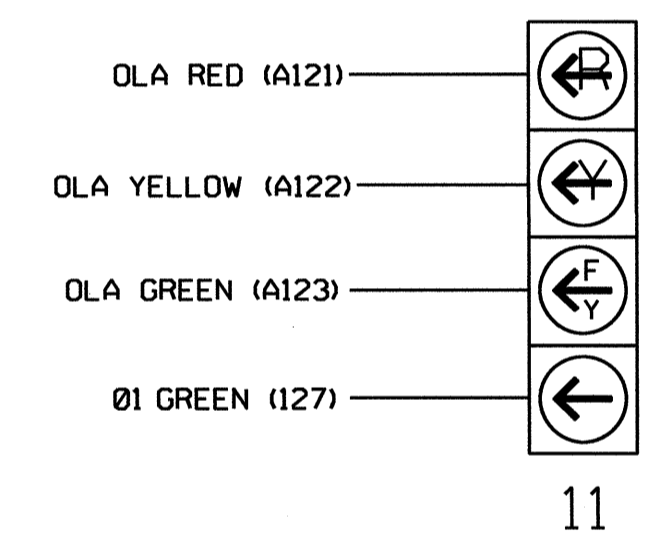 OLA RED (A121)
R
OLA YELLOW (A122)
Y
OLA GREEN (A123)
F
Y
Ø1 GREEN (127)
11